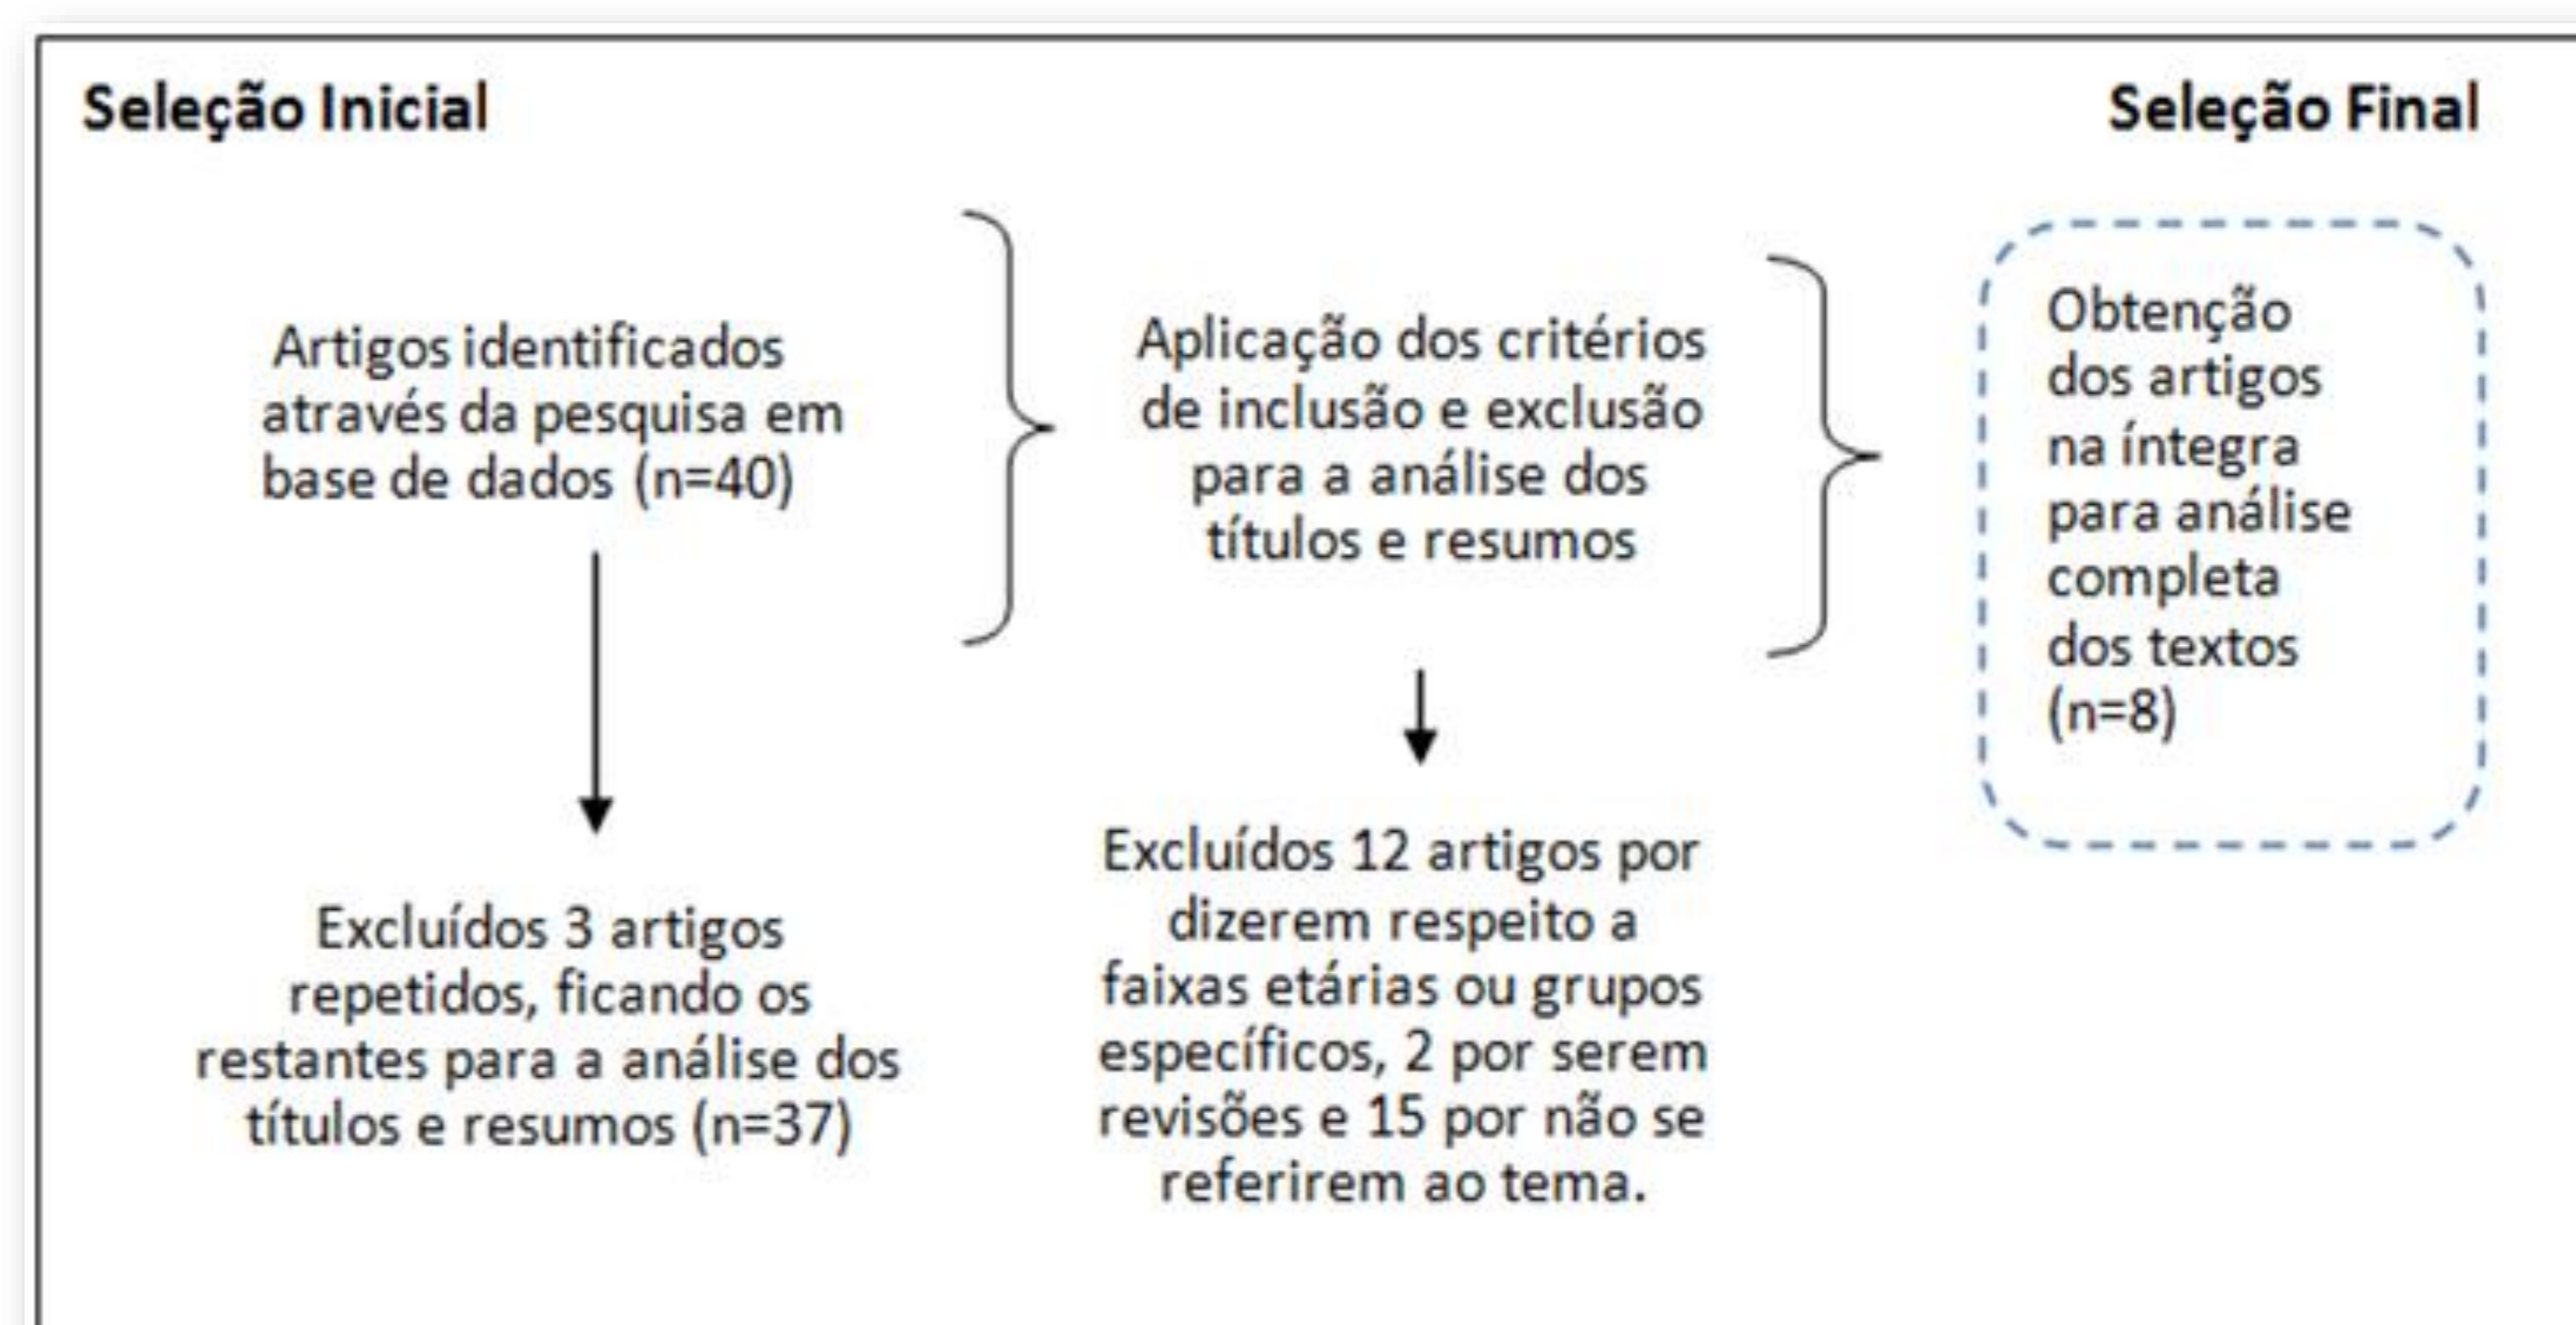 Seleção Inicial
Seleção Final
Artigos identificados
através da pesquisa em
base de dados (n=40)
Excluídos 3 artigos
repetidos, ficando os
restantes para a análise dos
títulos e resumos (n=37)
Aplicação dos critérios
de inclusão e exclusão
para a análise dos
títulos e resumos
Excluídos 12 artigos por
dizerem respeito a
faixas etárias ou grupos
específicos, 2 por serem
revisões e 15 por não se
referirem ao tema.
Obtenção
dos artigos
na íntegra
para análise
completa
dos textos
(n=8)